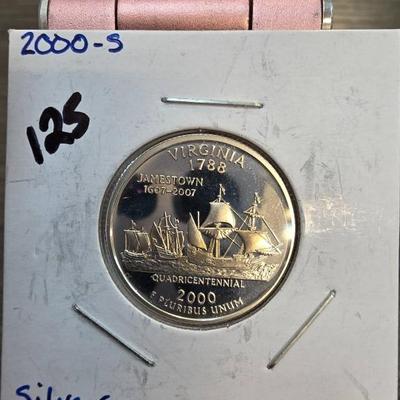 2000-S
125
VIRGINIA
1788
JAMESTOWN
1607-2007
QUADRICENTENNIAL
2000
E PLURIBUS UNUM